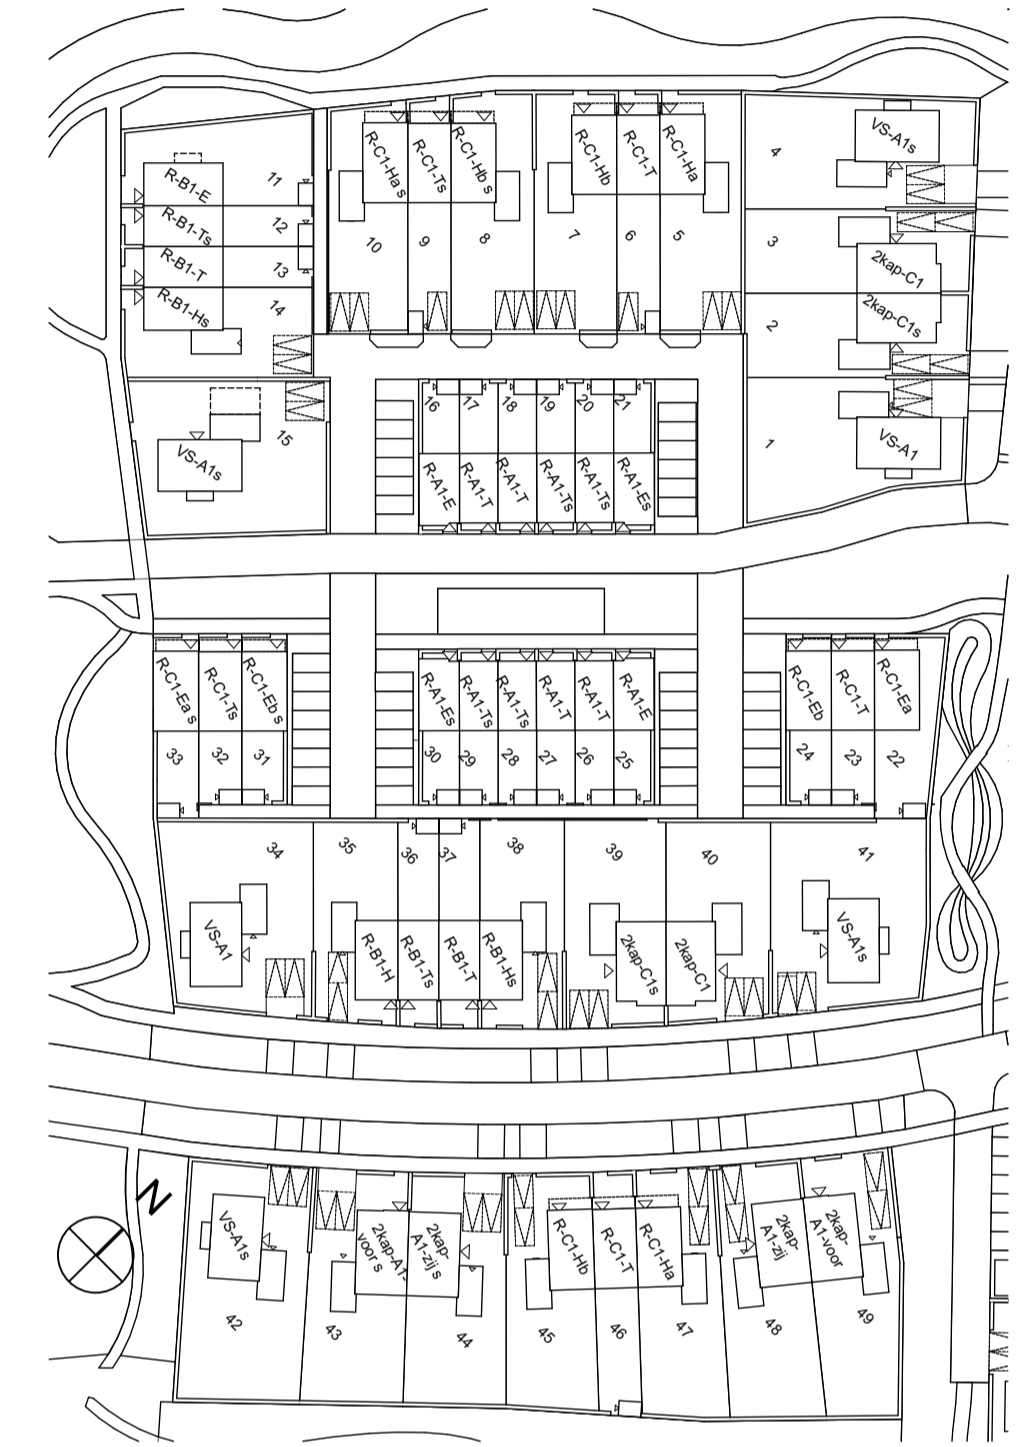 4
VS-A1s
R-C1-Ha s
R-C1-Ts
R-C1-Hb s
R-C1-Hb
R-C1-T
R-C1-Ha
11
R-B1-E
12
R-B1-Ts
13
R-B1-T
14
R-B1-Hs
10
9
8
7
6
5
3
2kap-C1
2
2kap-C1s
15
VS-A1s
16
17
18
19
20
21
R-A1-E
R-A1-T
R-A1-T
R-A1-Ts
R-A1-Ts
R-A1-Es
1
VS-A1
R-C1-Ea s
R-C1-Ts
R-C1-Eb s
R-A1-Es
R-A1-Ts
R-A1-Ts
R-A1-T
R-A1-T
R-A1-E
R-C1-Eb
R-C1-T
R-C1-Ea
33
32
31
30
29
28
27
26
25
24
23
22
34
35
36
37
38
39
40
41
VS-A1
R-B1-H
R-B1-Ts
R-B1-T
R-B1-Hs
2kap-C1s
2kap-C1
VS-A1s
N
VS-A1s
2kap-A1-
voor s
2kap-
A1-zij s
R-C1-Hb
R-C1-T
R-C1-Ha
2kap-
A1-zij
2kap-
A1-voor
42
43
44
45
46
47
48
49